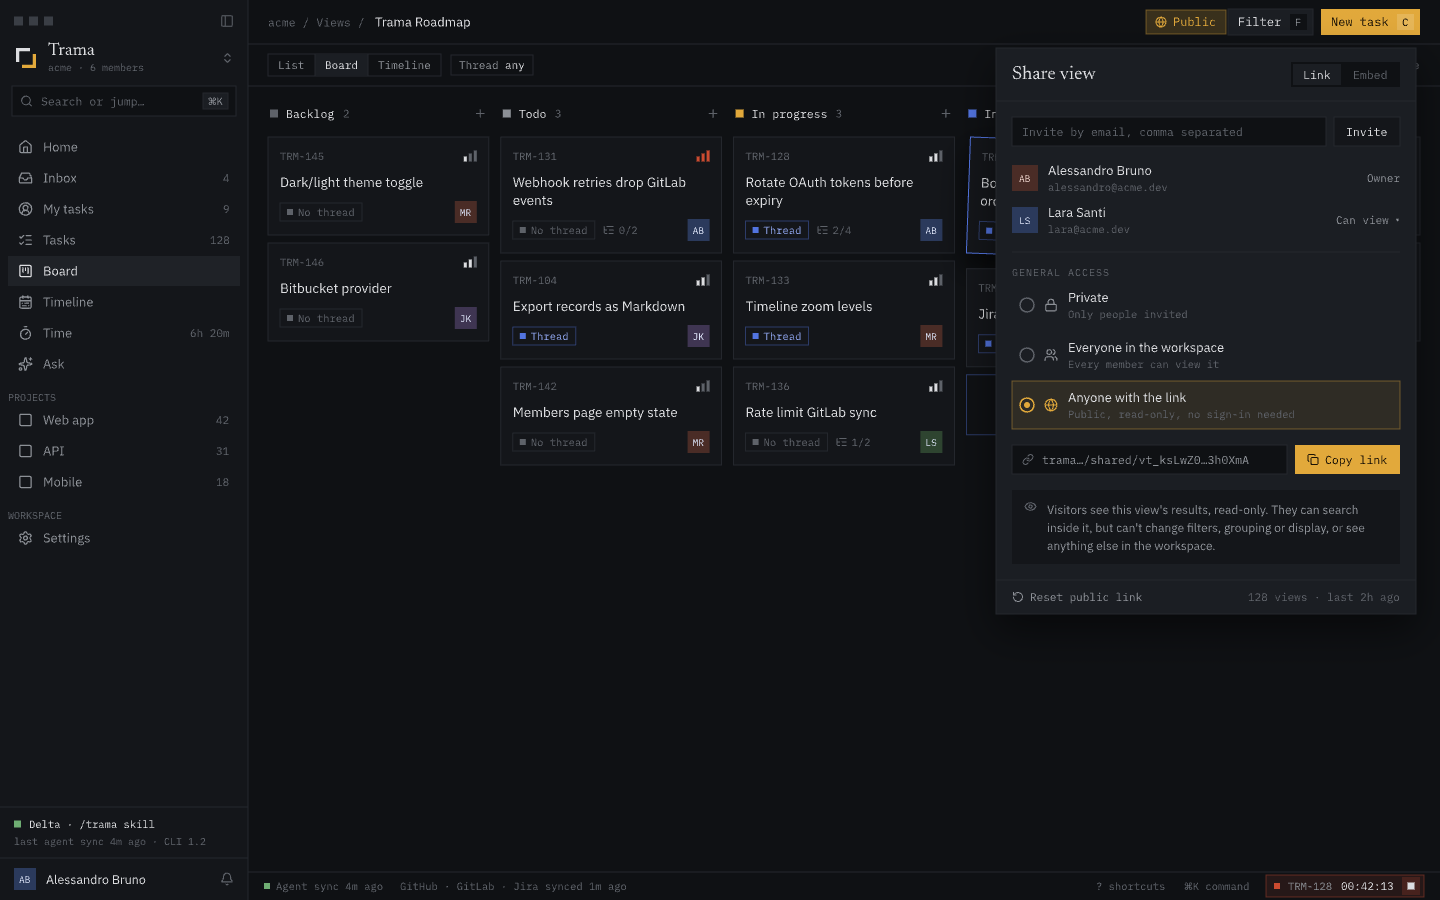 Trama
acme · 6 members
Search or jump… ⌘K
Home
Inbox 4
My tasks 9
Tasks 128
Board
Timeline
Time 6h 20m
Ask
PROJECTS
Web app 42
API 31
Mobile 18
WORKSPACE
Settings
Delta · /trama skill
last agent sync 4m ago · CLI 1.2
AB Alessandro Bruno
acme / Views / Trama Roadmap
Public Filter F New task C
List Board Timeline Thread any
Backlog 2
TRM-145
Dark/light theme toggle
No thread MR
TRM-146
Bitbucket provider
No thread JK
Todo 3
TRM-131
Webhook retries drop GitLab
events
No thread 0/2 AB
TRM-104
Export records as Markdown
Thread JK
TRM-142
Members page empty state
No thread MR
In progress 3
TRM-128
Rotate OAuth tokens before
expiry
Thread 2/4 AB
TRM-133
Timeline zoom levels
Thread MR
TRM-136
Rate limit GitLab sync
No thread 1/2 LS
Share view Link Embed
Invite by email, comma separated Invite
AB Alessandro Bruno Owner
alessandro@acme.dev
LS Lara Santi Can view
lara@acme.dev
GENERAL ACCESS
Private
Only people invited
Everyone in the workspace
Every member can view it
Anyone with the link
Public, read-only, no sign-in needed
trama…/shared/vt_ksLwZ0…3h0XmA Copy link
Visitors see this view's results, read-only. They can search
inside it, but can't change filters, grouping or display, or see
anything else in the workspace.
Reset public link 128 views · last 2h ago
Agent sync 4m ago GitHub · GitLab · Jira synced 1m ago
? shortcuts ⌘K command TRM-128 00:42:13